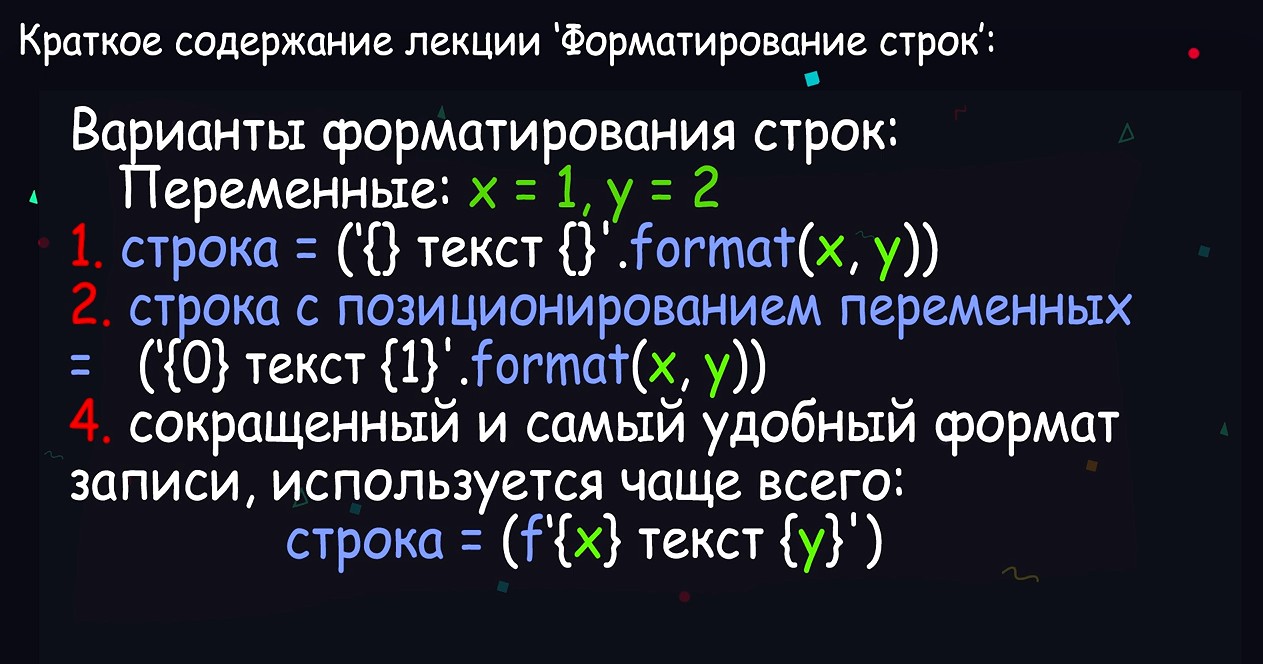 Краткое содержание лекции 'Форматирование строк':
Варианты форматирования строк:
Переменные: x = 1, y = 2
1. строка = ('{} текст {}'.format(x, y))
2. строка с позиционированием переменных
= ('{0} текст {1}'.format(x, y))
4. сокращенный и самый удобный формат
записи, используется чаще всего:
строка = (f'{x} текст {y}')